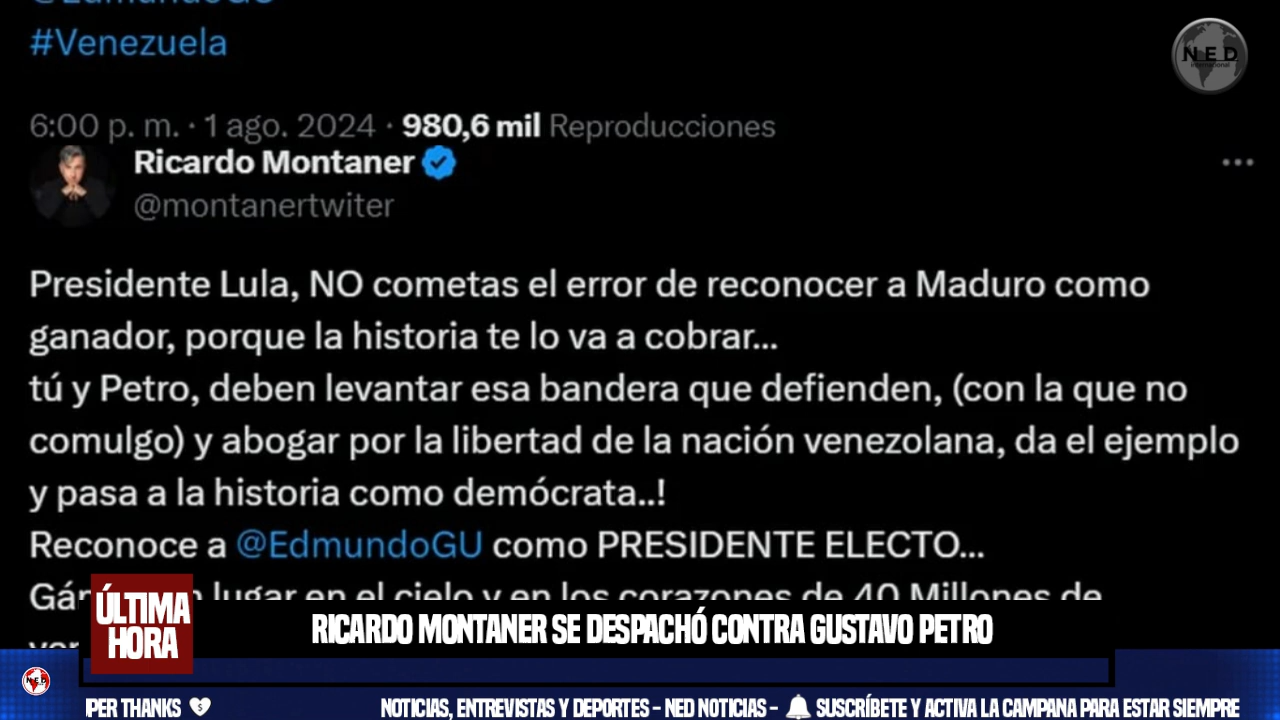 @EdmundoGU
#Venezuela
NED
International
6:00 p. m. · 1 ago. 2024 · 980,6 mil Reproducciones
Ricardo Montaner
@montanertwiter
Presidente Lula, NO cometas el error de reconocer a Maduro como
ganador, porque la historia te lo va a cobrar...
tú y Petro, deben levantar esa bandera que defienden, (con la que no
comulgo) y abogar por la libertad de la nación venezolana, da el ejemplo
y pasa a la historia como demócrata..!
Reconoce a @EdmundoGU como PRESIDENTE ELECTO...
lugar en el cielo y en los corazones de 40 Millones de
ÚLTIMA
HORA
RICARDO MONTANER SE DESPACHÓ CONTRA GUSTAVO PETRO
NED
PER THANKS
NOTICIAS, ENTREVISTAS Y DEPORTES - NED NOTICIAS - 🔔 SUSCRÍBETE Y ACTIVA LA CAMPANA PARA ESTAR SIEMPRE